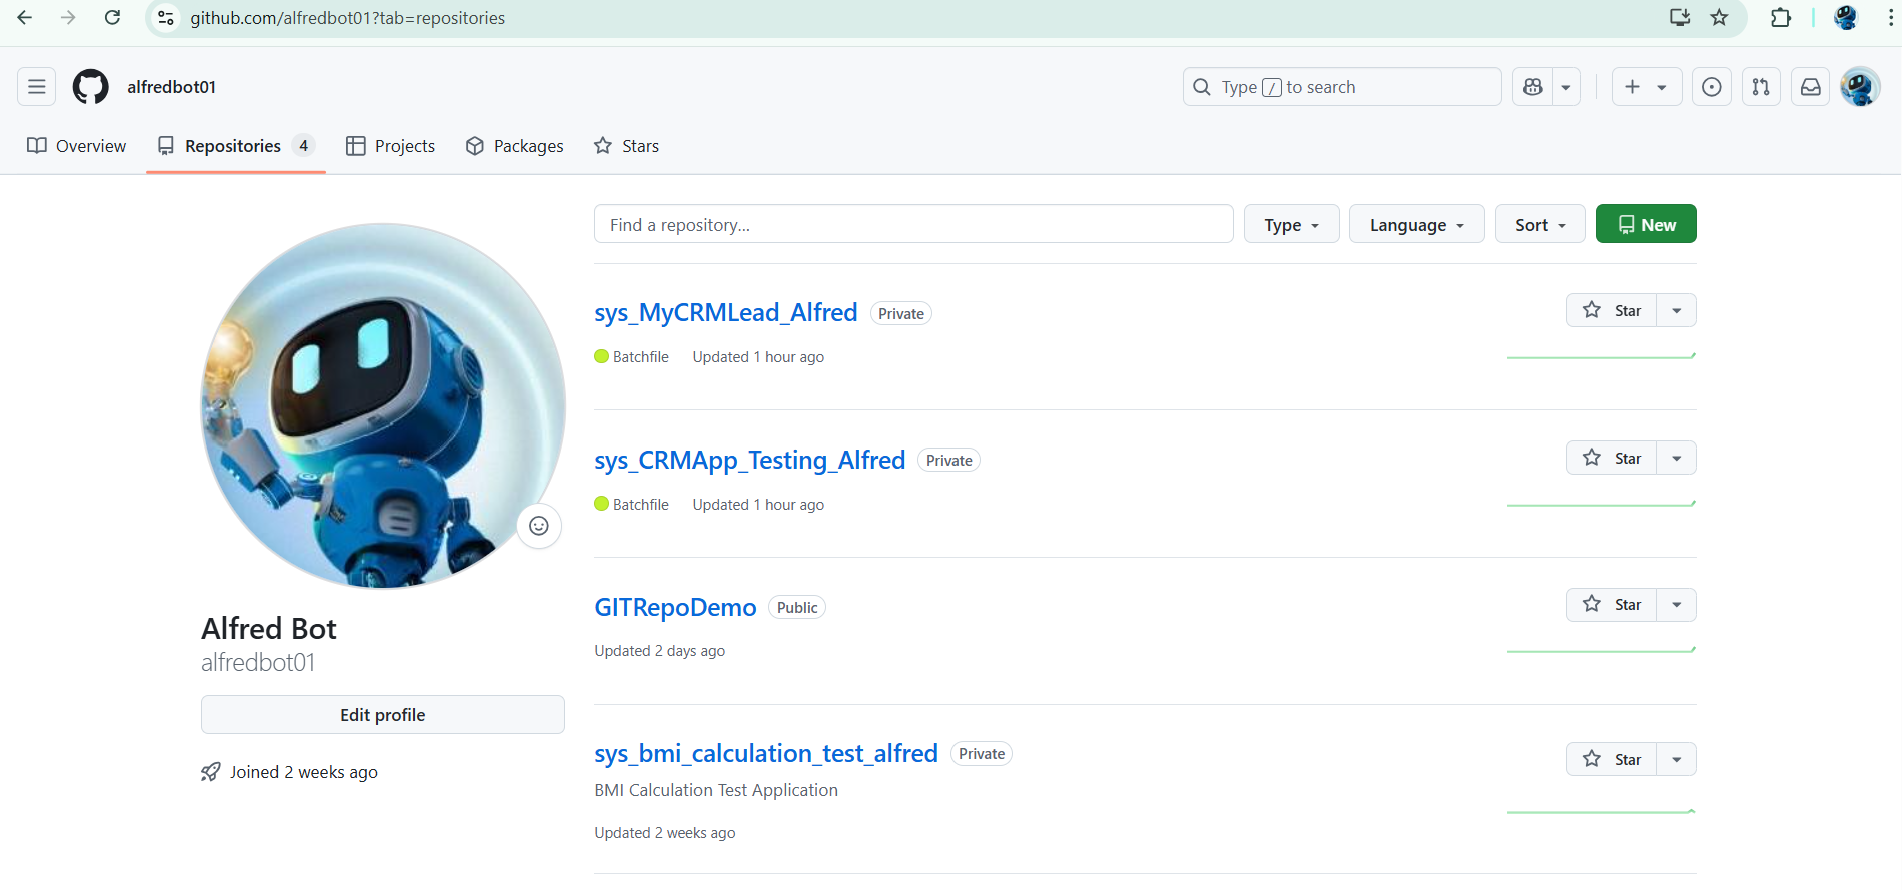 github.com/alfredbot01?tab=repositories
alfredbot01
Type / to search
Overview
Repositories 4
Projects
Packages
Stars
Find a repository...
Type
Language
Sort
New
sys_MyCRMLead_Alfred Private
Star
Batchfile Updated 1 hour ago
sys_CRMApp_Testing_Alfred Private
Star
Batchfile Updated 1 hour ago
GITRepoDemo Public
Star
Updated 2 days ago
sys_bmi_calculation_test_alfred Private
Star
BMI Calculation Test Application
Updated 2 weeks ago
Alfred Bot
alfredbot01
Edit profile
Joined 2 weeks ago